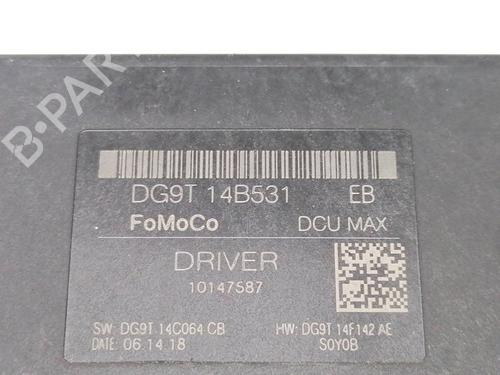 DG9T 14B531 EB
FoMoCo DCU MAX
DRIVER
10147587
SW: DG9T 14C064 CB HW: DG9T 14F142 AE
DATE: 06.14.18 S0Y0B
B-PARTS